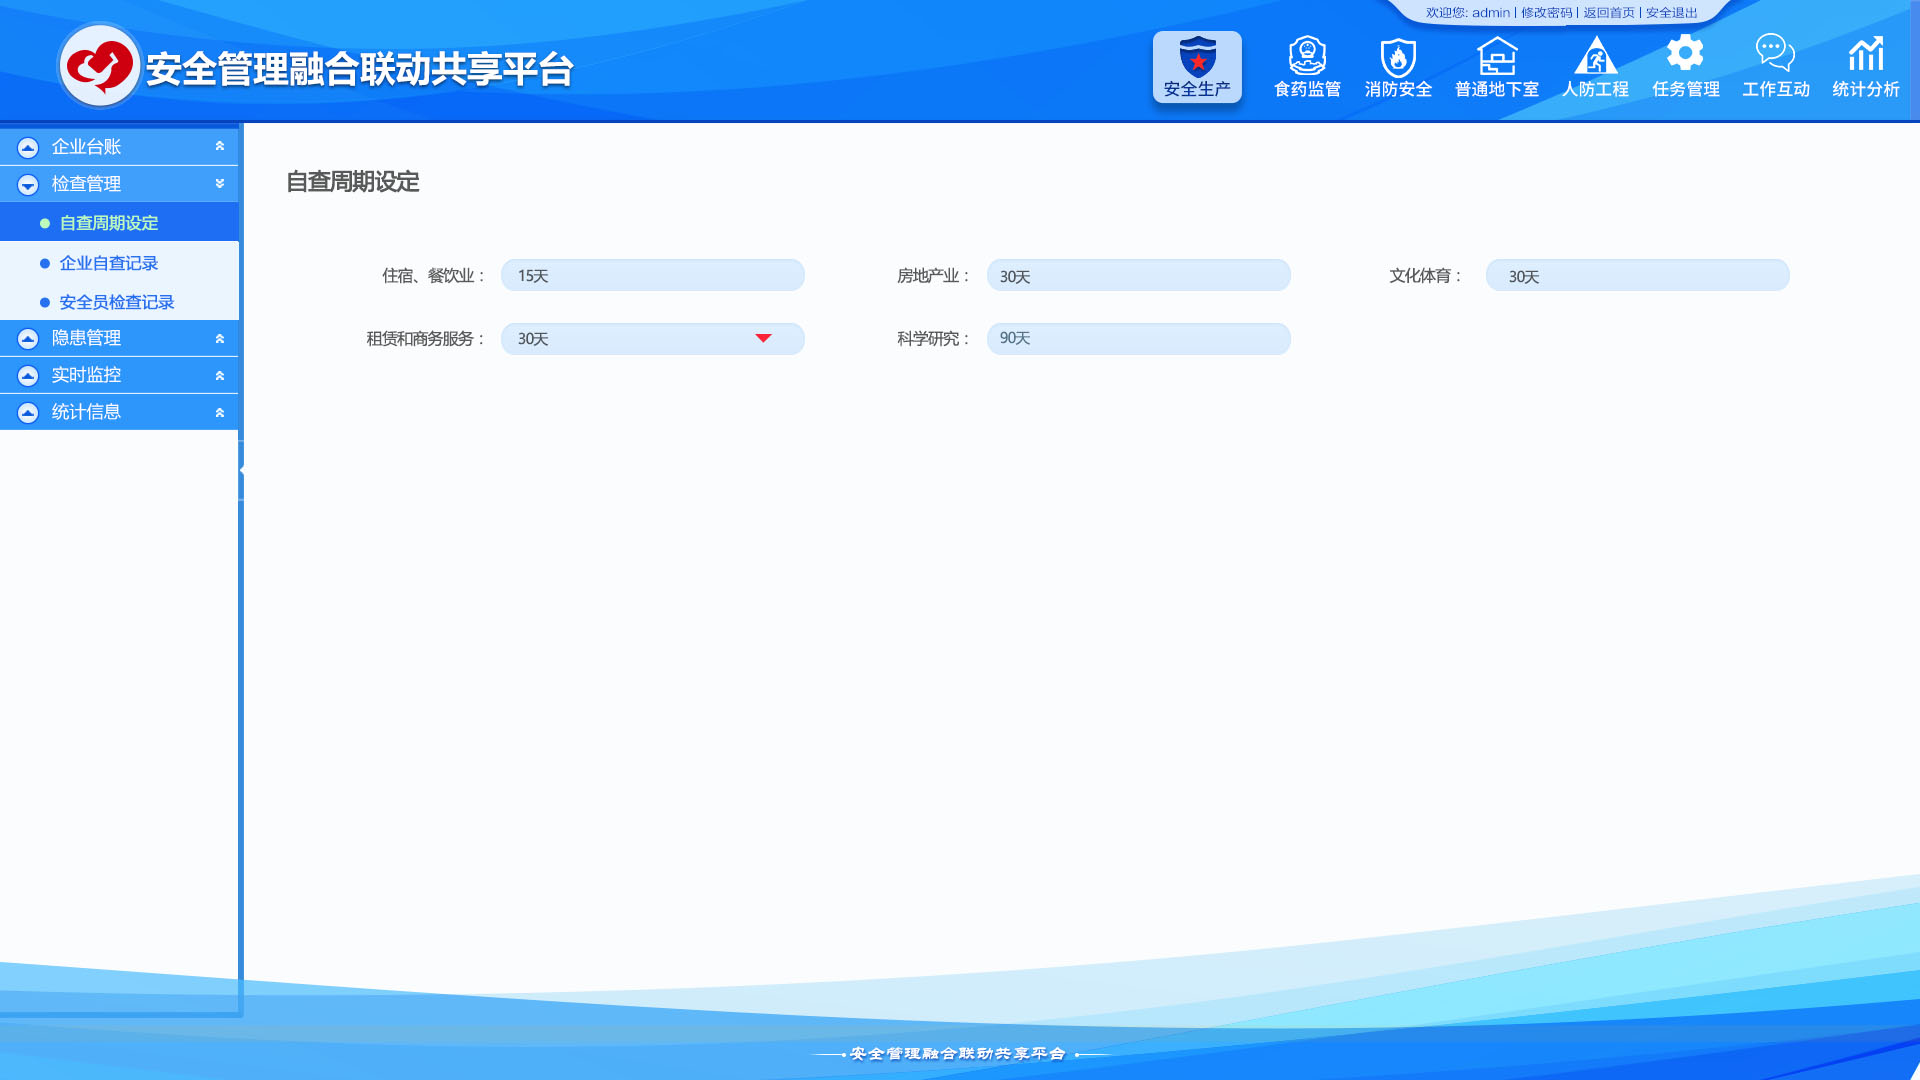 欢迎您: admin | 修改密码 | 返回首页 | 安全退出
安全管理融合联动共享平台
安全生产
食药监管
消防安全
普通地下室
人防工程
任务管理
工作互动
统计分析
企业台账
检查管理
自查周期设定
企业自查记录
安全员检查记录
隐患管理
实时监控
统计信息
自查周期设定
住宿、餐饮业： 15天
房地产业： 30天
文化体育： 30天
租赁和商务服务： 30天
科学研究： 90天
安全管理融合联动共享平台